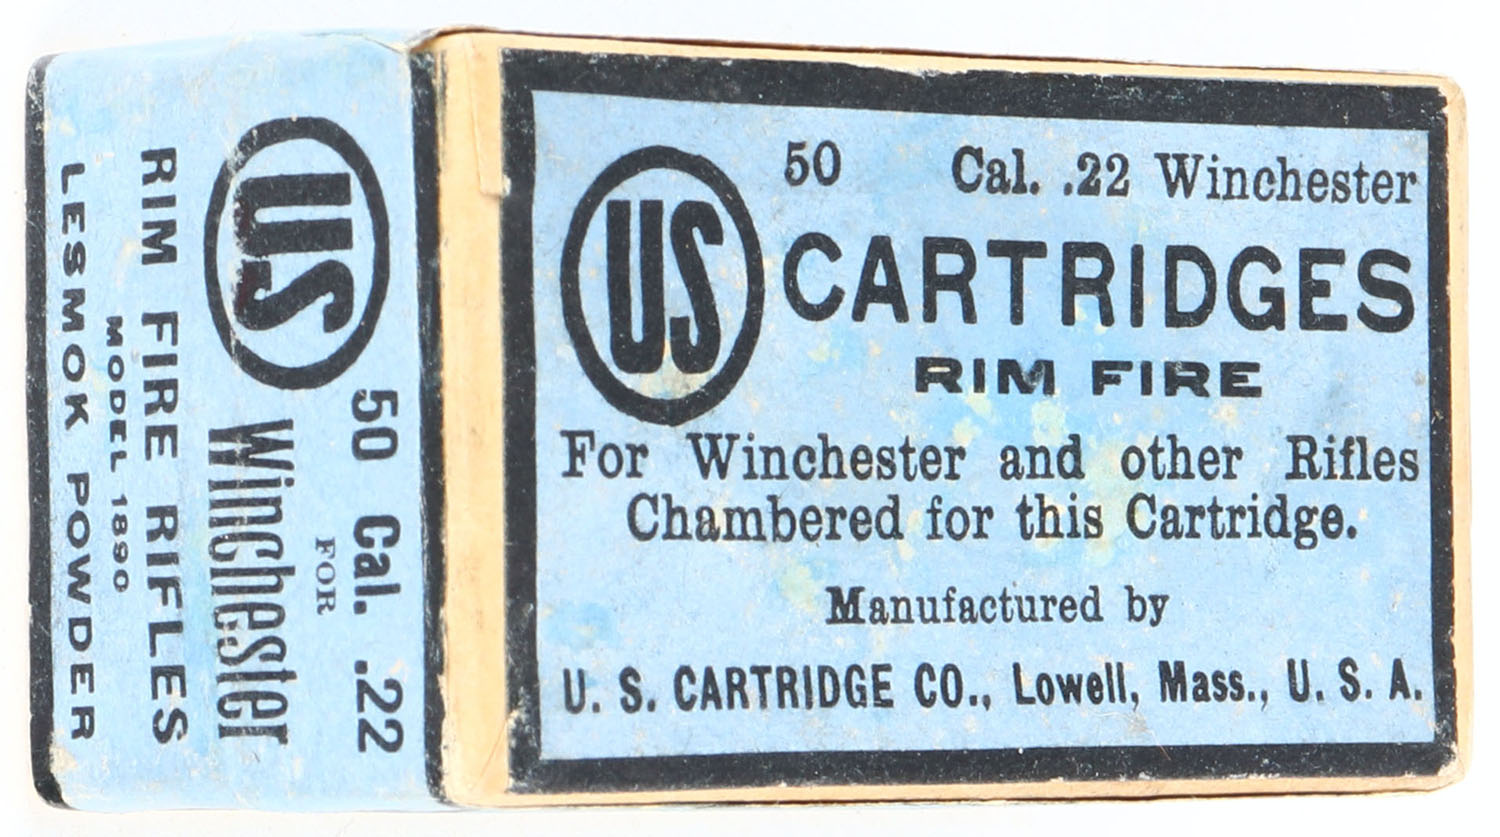 US
50 Cal. .22 Winchester
CARTRIDGES
RIM FIRE
For Winchester and other Rifles
Chambered for this Cartridge.
Manufactured by
U. S. CARTRIDGE CO., Lowell, Mass., U. S. A.
US
50 Cal. .22
FOR
Winchester
RIM FIRE RIFLES
MODEL 1890
LESMOK POWDER